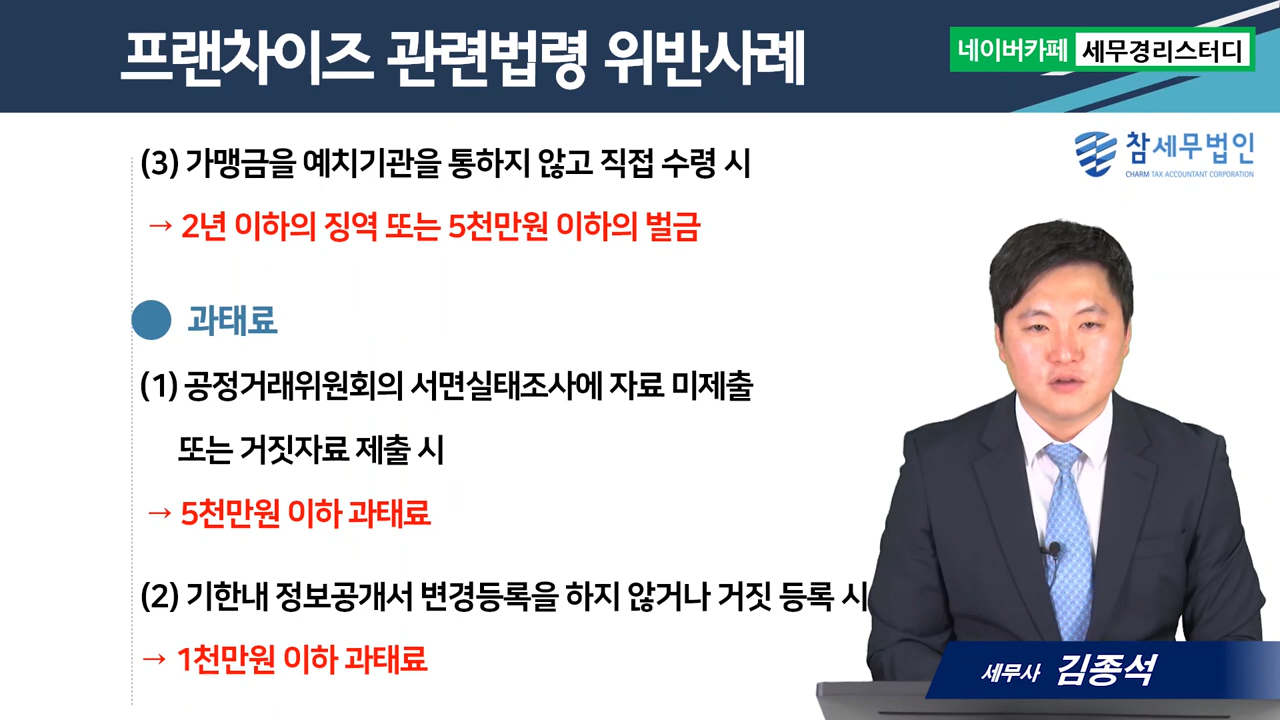 프랜차이즈 관련법령 위반사례
네이버카페 세무경리스터디
참세무법인
CHARM TAX ACCOUNTANT CORPORATION
(3) 가맹금을 예치기관을 통하지 않고 직접 수령 시
→ 2년 이하의 징역 또는 5천만원 이하의 벌금
과태료
(1) 공정거래위원회의 서면실태조사에 자료 미제출
또는 거짓자료 제출 시
→ 5천만원 이하 과태료
(2) 기한내 정보공개서 변경등록을 하지 않거나 거짓 등록 시
→ 1천만원 이하 과태료
세무사 김종석